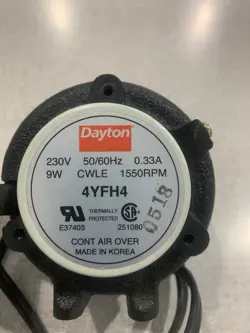 Dayton
230V 50/60Hz 0.33A
9W CWLE 1550RPM
4YFH4
THERMALLY
PROTECTED
E37403
251080
0518
CONT AIR OVER
MADE IN KOREA